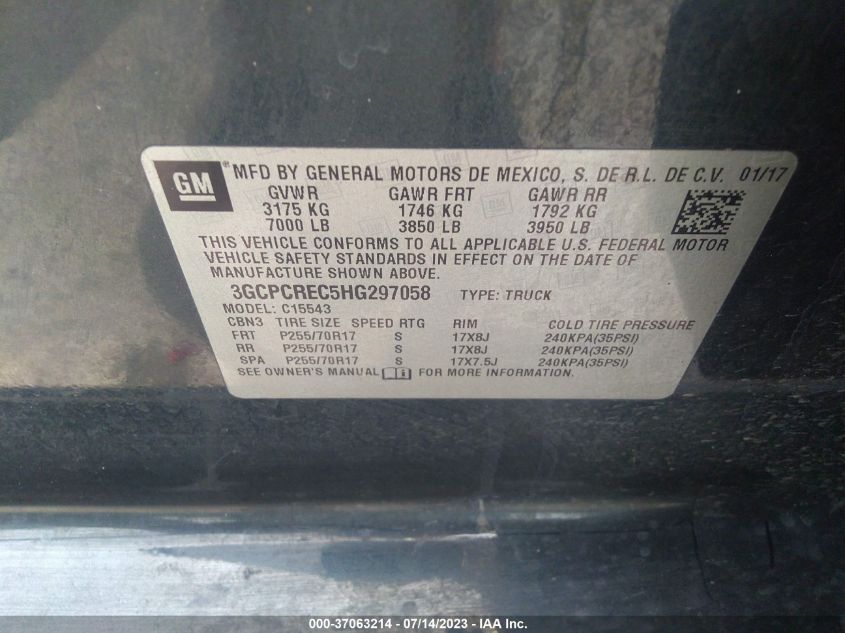 GM ® MFD BY GENERAL MOTORS DE MEXICO, S. DE R.L. DE C.V. 01/17
GVWR GAWR FRT GAWR RR
3175 KG 1746 KG 1792 KG
7000 LB 3850 LB 3950 LB
THIS VEHICLE CONFORMS TO ALL APPLICABLE U.S. FEDERAL MOTOR
VEHICLE SAFETY STANDARDS IN EFFECT ON THE DATE OF
MANUFACTURE SHOWN ABOVE.
3GCPCREC5HG297058 TYPE: TRUCK
MODEL: C15543
CBN3 TIRE SIZE SPEED RTG RIM COLD TIRE PRESSURE
FRT P255/70R17 S 17X8J 240KPA(35PSI)
RR P255/70R17 S 17X8J 240KPA(35PSI)
SPA P255/70R17 S 17X7.5J 240KPA(35PSI)
SEE OWNER'S MANUAL FOR MORE INFORMATION.
000-37063214 - 07/14/2023 - IAA Inc.